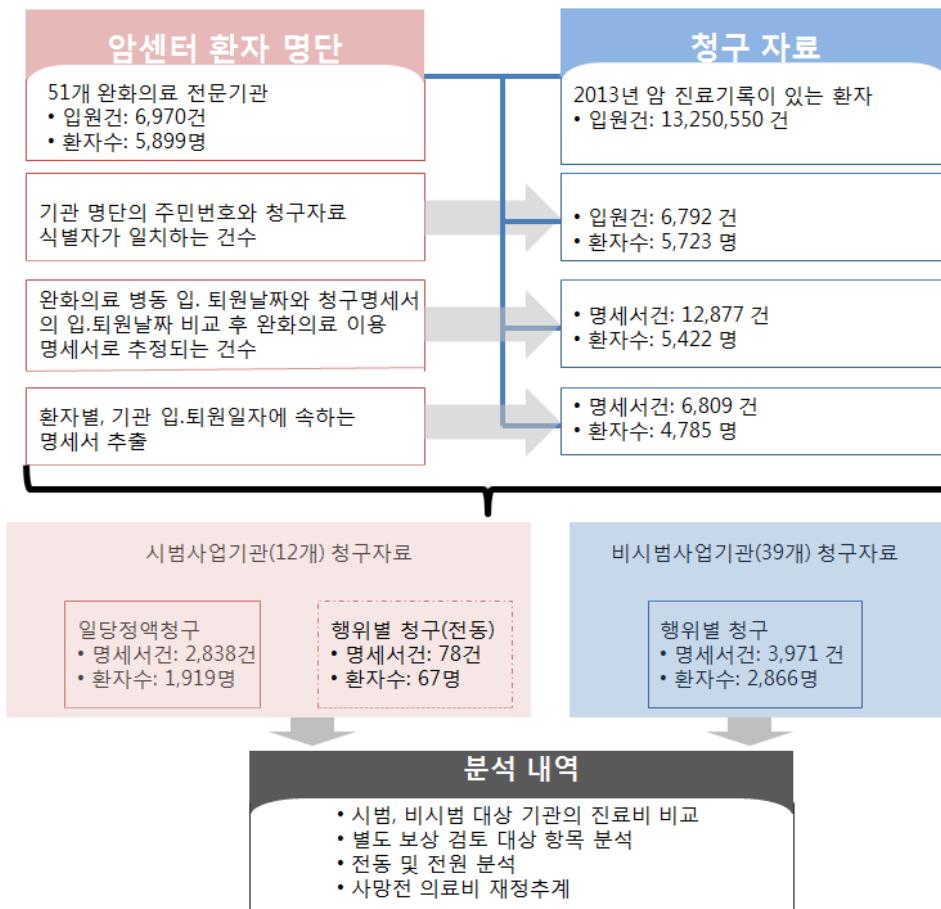 암센터 환자 명단
51개 완화의료 전문기관
• 입원건: 6,970건
• 환자수: 5,899명
청구 자료
2013년 암 진료기록이 있는 환자
• 입원건: 13,250,550 건
기관 명단의 주민번호와 청구자료
식별자가 일치하는 건수
• 입원건: 6,792 건
• 환자수: 5,723 명
완화의료 병동 입. 퇴원날짜와 청구명세서
의 입.퇴원날짜 비교 후 완화의료 이용
명세서로 추정되는 건수
• 명세서건: 12,877 건
• 환자수: 5,422 명
환자별, 기관 입.퇴원일자에 속하는
명세서 추출
• 명세서건: 6,809 건
• 환자수: 4,785 명
시범사업기관(12개) 청구자료
일당정액청구
• 명세서건: 2,838건
• 환자수: 1,919명
행위별 청구(전동)
• 명세서건: 78건
• 환자수: 67명
비시범사업기관(39개) 청구자료
행위별 청구
• 명세서건: 3,971 건
• 환자수: 2,866명
분석 내역
• 시범, 비시범 대상 기관의 진료비 비교
• 별도 보상 검토 대상 항목 분석
• 전동 및 전원 분석
• 사망전 의료비 재정추계